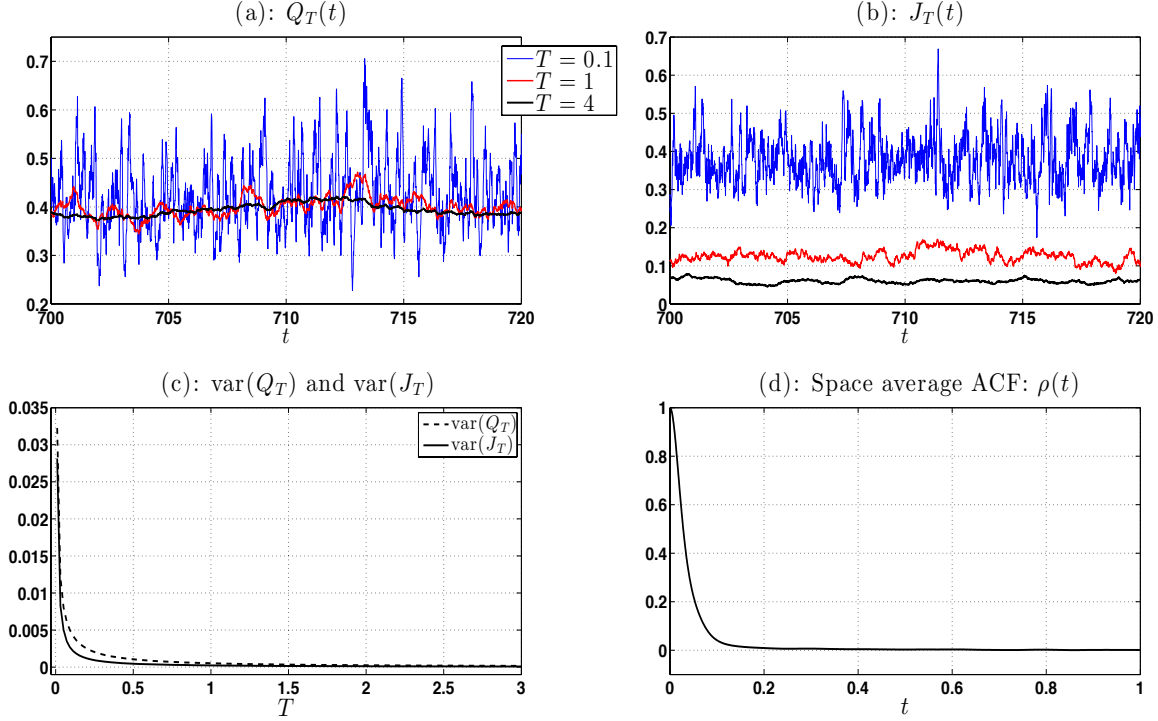 (a): Q_T(t)
0.7
0.6
0.5
0.4
0.3
0.2
700 705 710 715 720
t
T = 0.1
T = 1
T = 4
(b): J_T(t)
0.7
0.6
0.5
0.4
0.3
0.2
0.1
0
700 705 710 715 720
t
(c): var(Q_T) and var(J_T)
0.035
0.03
0.025
0.02
0.015
0.01
0.005
0
0 0.5 1 1.5 2 2.5 3
T
var(Q_T)
var(J_T)
(d): Space average ACF: ρ(t)
1
0.8
0.6
0.4
0.2
0
0 0.2 0.4 0.6 0.8 1
t